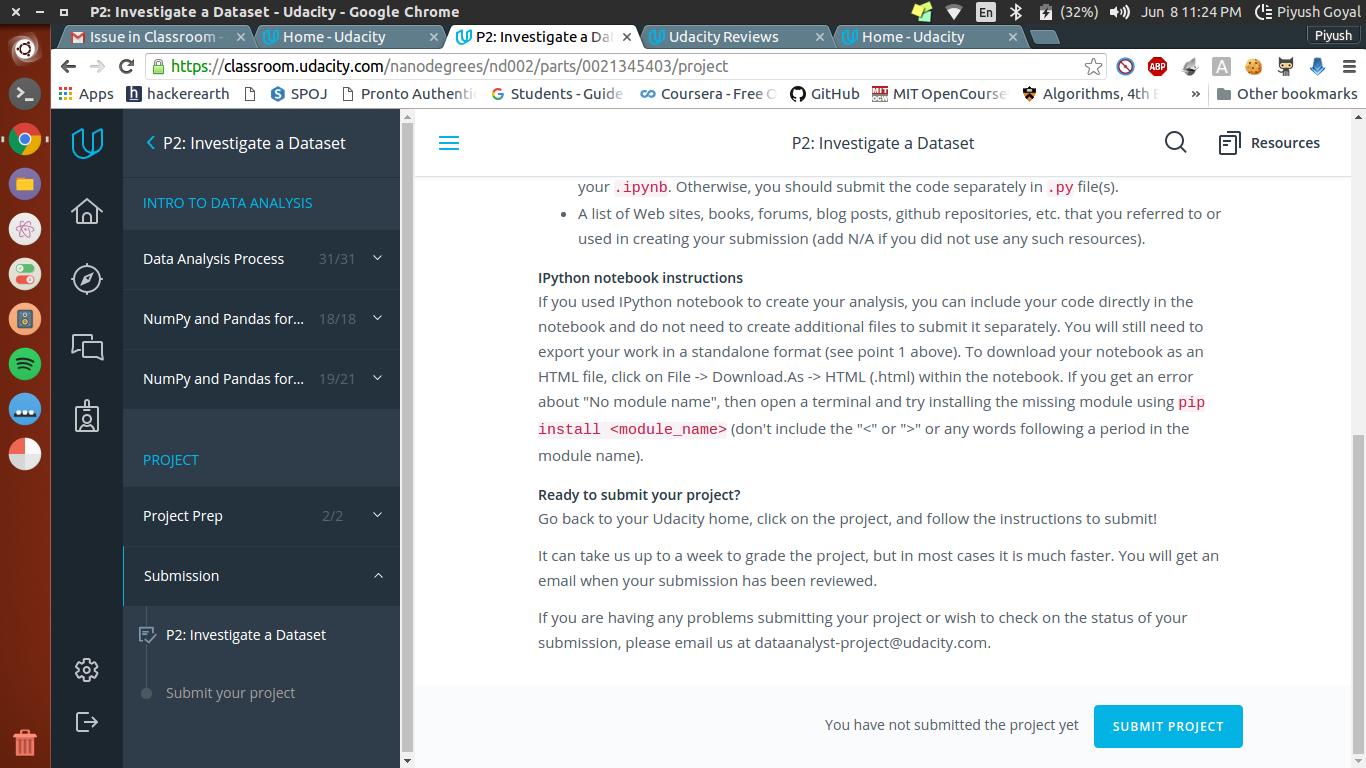 P2: Investigate a Dataset - Udacity - Google Chrome
En
(32%)
Jun 8 11:24 PM
Piyush Goyal
Issue in Classroom -
Home - Udacity
P2: Investigate a Dat
Udacity Reviews
Home - Udacity
Piyush
https://classroom.udacity.com/nanodegrees/nd002/parts/0021345403/project
ABP
A
Apps
h hackerearth
S SPOJ
Pronto Authenti
G Students - Guide
Coursera - Free O
GitHub
MIT OpenCourse
Algorithms, 4th E
»
Other bookmarks
P2: Investigate a Dataset
INTRO TO DATA ANALYSIS
Data Analysis Process 31/31
NumPy and Pandas for... 18/18
NumPy and Pandas for... 19/21
PROJECT
Project Prep 2/2
Submission
P2: Investigate a Dataset
Submit your project
P2: Investigate a Dataset
Resources
your .ipynb. Otherwise, you should submit the code separately in .py file(s).
• A list of Web sites, books, forums, blog posts, github repositories, etc. that you referred to or
used in creating your submission (add N/A if you did not use any such resources).
IPython notebook instructions
If you used IPython notebook to create your analysis, you can include your code directly in the
notebook and do not need to create additional files to submit it separately. You will still need to
export your work in a standalone format (see point 1 above). To download your notebook as an
HTML file, click on File -> Download.As -> HTML (.html) within the notebook. If you get an error
about "No module name", then open a terminal and try installing the missing module using pip
install <module_name> (don't include the "<" or ">" or any words following a period in the
module name).
Ready to submit your project?
Go back to your Udacity home, click on the project, and follow the instructions to submit!
It can take us up to a week to grade the project, but in most cases it is much faster. You will get an
email when your submission has been reviewed.
If you are having any problems submitting your project or wish to check on the status of your
submission, please email us at dataanalyst-project@udacity.com.
You have not submitted the project yet
SUBMIT PROJECT